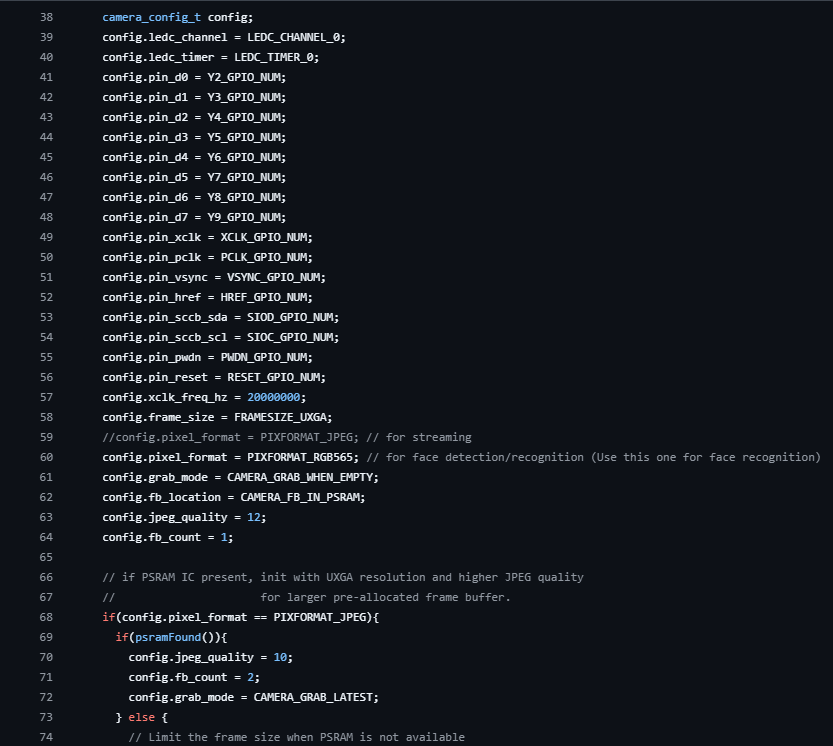 38 camera_config_t config;
39 config.ledc_channel = LEDC_CHANNEL_0;
40 config.ledc_timer = LEDC_TIMER_0;
41 config.pin_d0 = Y2_GPIO_NUM;
42 config.pin_d1 = Y3_GPIO_NUM;
43 config.pin_d2 = Y4_GPIO_NUM;
44 config.pin_d3 = Y5_GPIO_NUM;
45 config.pin_d4 = Y6_GPIO_NUM;
46 config.pin_d5 = Y7_GPIO_NUM;
47 config.pin_d6 = Y8_GPIO_NUM;
48 config.pin_d7 = Y9_GPIO_NUM;
49 config.pin_xclk = XCLK_GPIO_NUM;
50 config.pin_pclk = PCLK_GPIO_NUM;
51 config.pin_vsync = VSYNC_GPIO_NUM;
52 config.pin_href = HREF_GPIO_NUM;
53 config.pin_sccb_sda = SIOD_GPIO_NUM;
54 config.pin_sccb_scl = SIOC_GPIO_NUM;
55 config.pin_pwdn = PWDN_GPIO_NUM;
56 config.pin_reset = RESET_GPIO_NUM;
57 config.xclk_freq_hz = 20000000;
58 config.frame_size = FRAMESIZE_UXGA;
59 //config.pixel_format = PIXFORMAT_JPEG; // for streaming
60 config.pixel_format = PIXFORMAT_RGB565; // for face detection/recognition (Use this one for face recognition)
61 config.grab_mode = CAMERA_GRAB_WHEN_EMPTY;
62 config.fb_location = CAMERA_FB_IN_PSRAM;
63 config.jpeg_quality = 12;
64 config.fb_count = 1;
65
66 // if PSRAM IC present, init with UXGA resolution and higher JPEG quality
67 // for larger pre-allocated frame buffer.
68 if(config.pixel_format == PIXFORMAT_JPEG){
69 if(psramFound()){
70 config.jpeg_quality = 10;
71 config.fb_count = 2;
72 config.grab_mode = CAMERA_GRAB_LATEST;
73 } else {
74 // Limit the frame size when PSRAM is not available